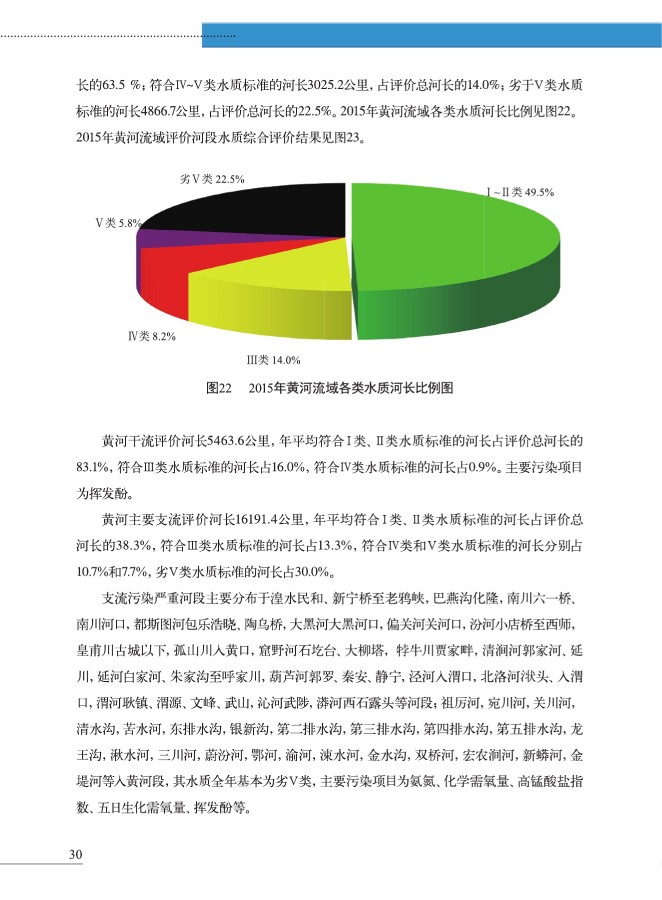 长的63.5 %；符合Ⅳ~Ⅴ类水质标准的河长3025.2公里，占评价总河长的14.0%；劣于Ⅴ类水质
标准的河长4866.7公里，占评价总河长的22.5%。2015年黄河流域各类水质河长比例见图22。
2015年黄河流域评价河段水质综合评价结果见图23。
劣Ⅴ类 22.5%
Ⅰ~Ⅱ类 49.5%
Ⅴ类 5.8%
Ⅳ类 8.2%
Ⅲ类 14.0%
图22 2015年黄河流域各类水质河长比例图
黄河干流评价河长5463.6公里，年平均符合Ⅰ类、Ⅱ类水质标准的河长占评价总河长的
83.1%，符合Ⅲ类水质标准的河长占16.0%，符合Ⅳ类水质标准的河长占0.9%。主要污染项目
为挥发酚。
黄河主要支流评价河长16191.4公里，年平均符合Ⅰ类、Ⅱ类水质标准的河长占评价总
河长的38.3%，符合Ⅲ类水质标准的河长占13.3%，符合Ⅳ类和Ⅴ类水质标准的河长分别占
10.7%和7.7%，劣Ⅴ类水质标准的河长占30.0%。
支流污染严重河段主要分布于湟水民和、新宁桥至老鸦峡，巴燕沟化隆，南川六一桥、
南川河口，都斯图河包乐浩晓、陶乌桥，大黑河大黑河口，偏关河关河口，汾河小店桥至西师，
皇甫川古城以下，孤山川入黄口，窟野河石圪台、大柳塔，牸牛川贾家畔，清涧河郭家河、延
川，延河白家河、朱家沟至呼家川，葫芦河郭罗、秦安、静宁，泾河入渭口，北洛河洑头、入渭
口，渭河耿镇、渭源、文峰、武山，沁河武陟，漭河西石露头等河段；祖厉河，宛川河，关川河，
清水沟，苦水河，东排水沟，银新沟，第二排水沟，第三排水沟，第四排水沟，第五排水沟，龙
王沟，湫水河，三川河，蔚汾河，鄂河，渝河，涑水河，金水沟，双桥河，宏农涧河，新蟒河，金
堤河等入黄河段，其水质全年基本为劣Ⅴ类，主要污染项目为氨氮、化学需氧量、高锰酸盐指
数、五日生化需氧量、挥发酚等。
30